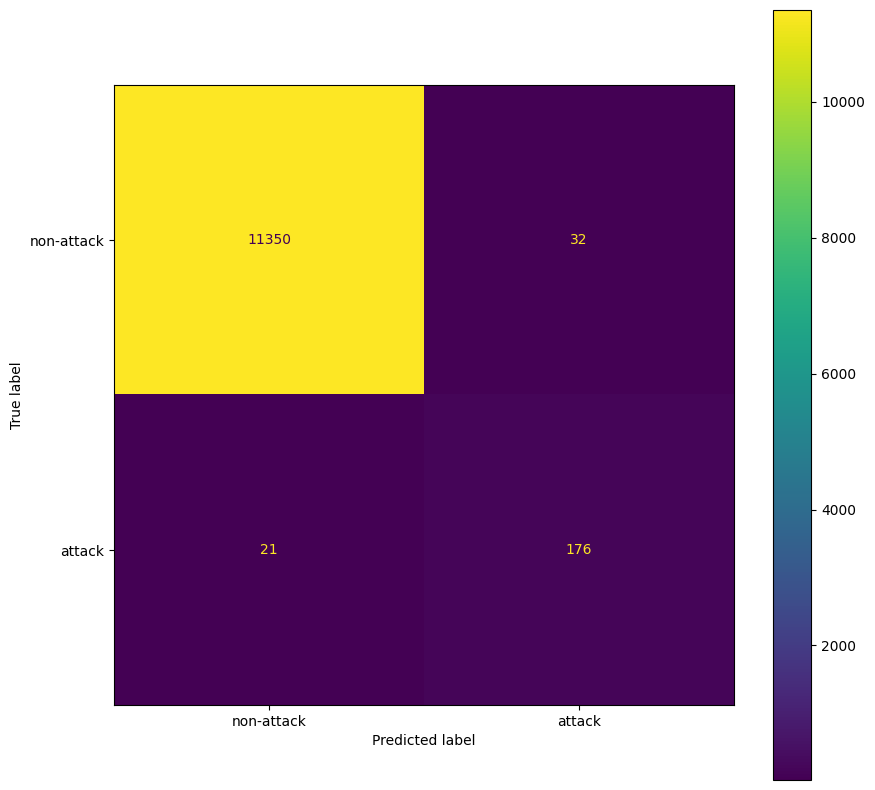 10000
8000
6000
4000
2000
True label
non-attack
attack
11350
32
21
176
non-attack
attack
Predicted label